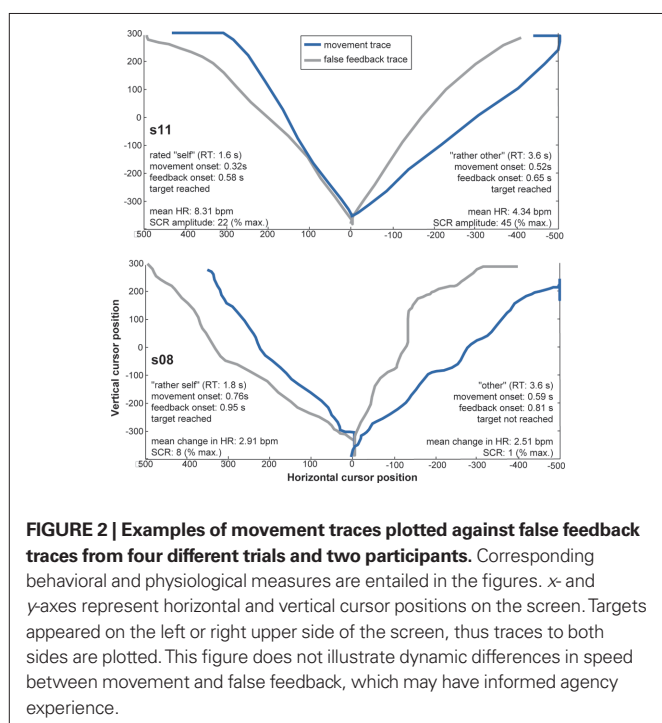 300
200
100
0
-100
-200
-300
movement trace
false feedback trace
s11
rated "self" (RT: 1.6 s)
movement onset: 0.32s
feedback onset: 0.58 s
target reached
mean HR: 8.31 bpm
SCR amplitude: 22 (% max.)
"rather other" (RT: 3.6 s)
movement onset: 0.52s
feedback onset: 0.65 s
target reached
mean HR: 4.34 bpm
SCR amplitude: 45 (% max.)
500 400 300 200 100 0 -100 -200 -300 -400 -500
300
200
100
0
-100
-200
-300
Vertical cursor position
s08
"rather self" (RT: 1.8 s)
movement onset: 0.76s
feedback onset: 0.95 s
target reached
mean change in HR: 2.91 bpm
SCR: 8 (% max.)
"other" (RT: 3.6 s)
movement onset: 0.59 s
feedback onset: 0.81 s
target not reached
mean change in HR: 2.51 bpm
SCR: 1 (% max.)
500 400 300 200 100 0 -100 -200 -300 -400 -500
Horizontal cursor position
FIGURE 2 | Examples of movement traces plotted against false feedback
traces from four different trials and two participants. Corresponding
behavioral and physiological measures are entailed in the figures. x- and
y-axes represent horizontal and vertical cursor positions on the screen. Targets
appeared on the left or right upper side of the screen, thus traces to both
sides are plotted. This figure does not illustrate dynamic differences in speed
between movement and false feedback, which may have informed agency
experience.